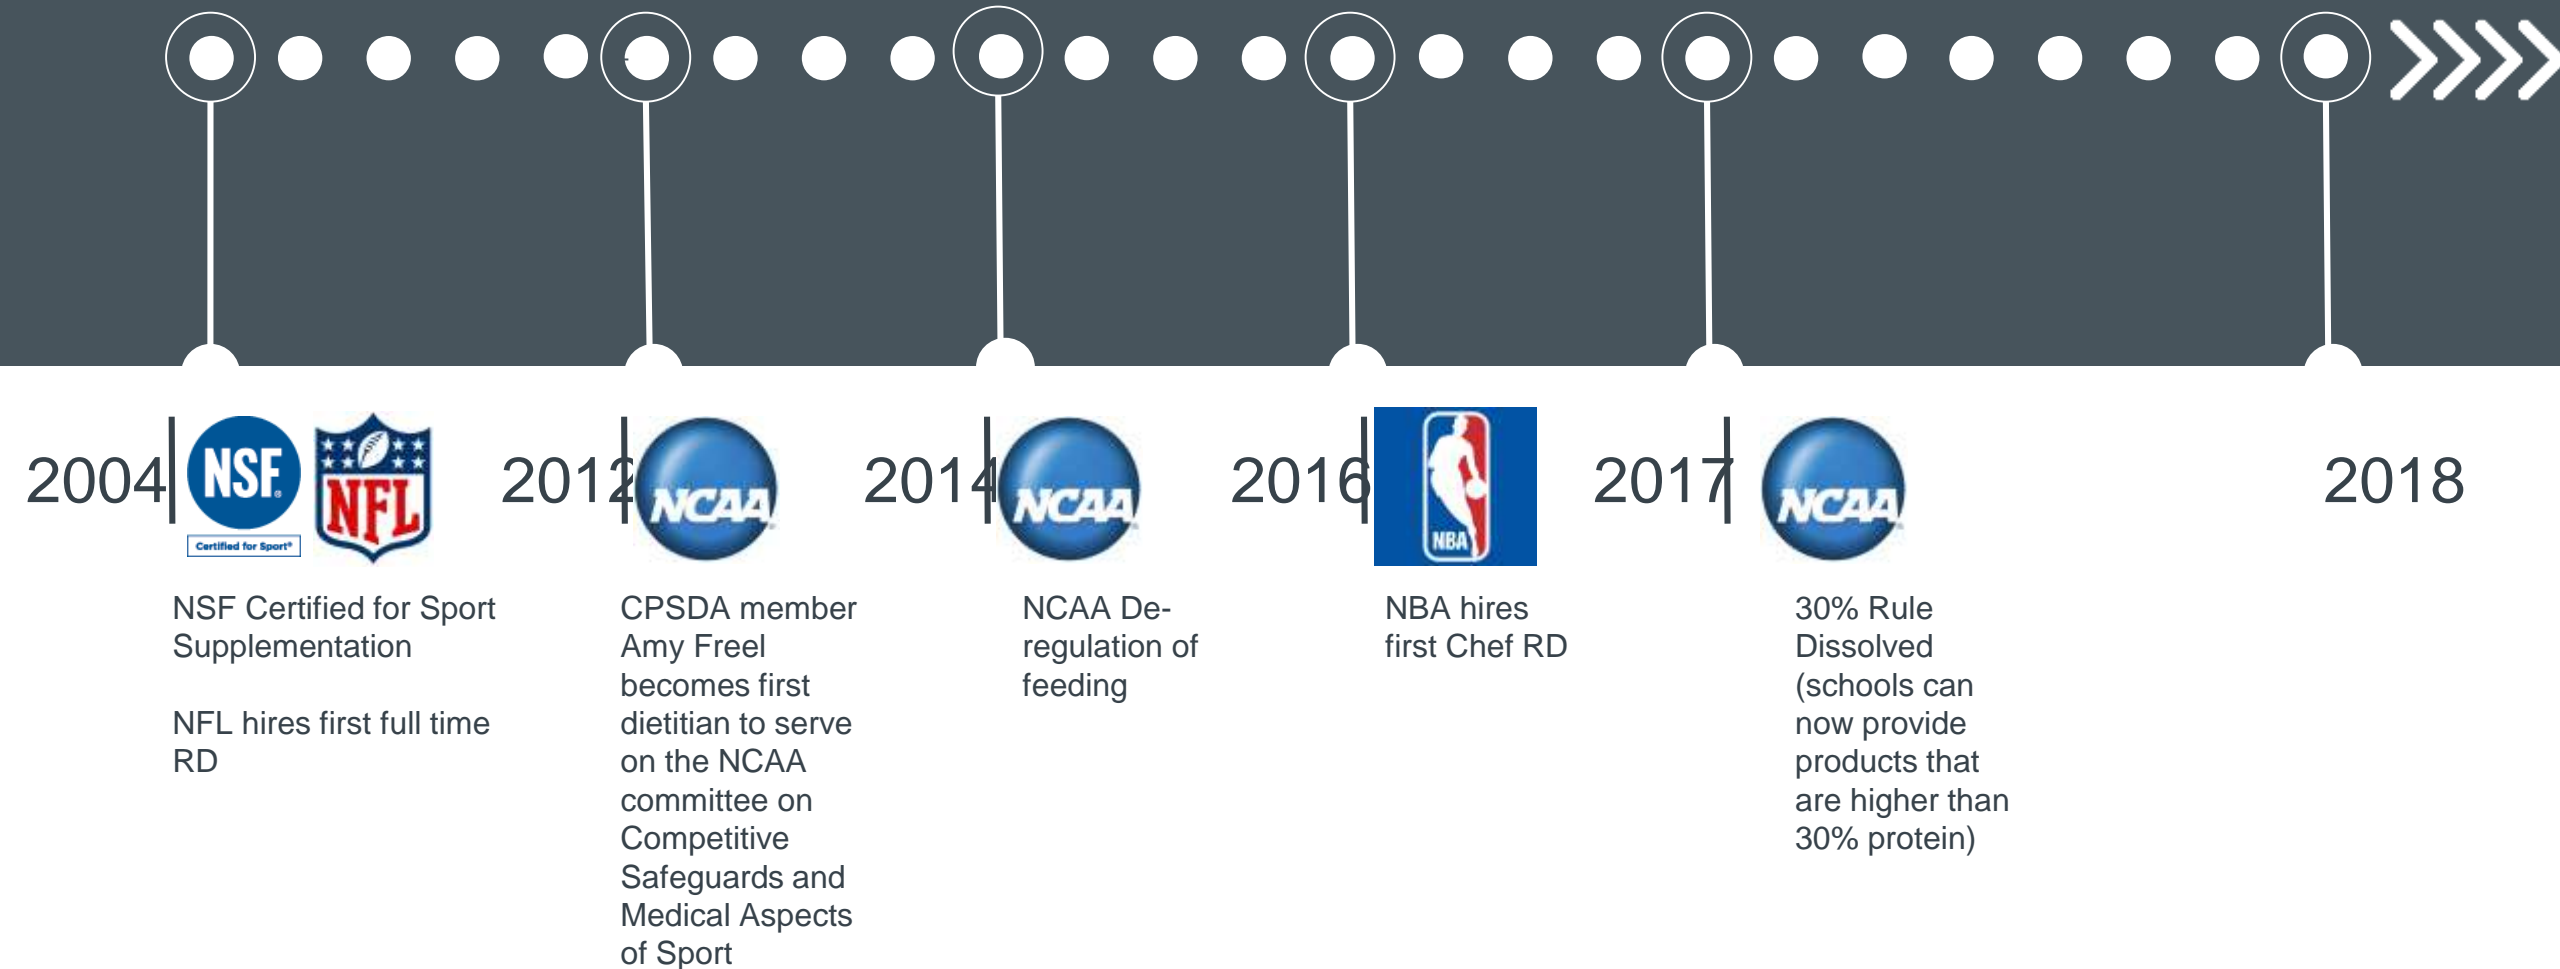 2004
NSF
Certified for Sport®
NFL
NSF Certified for Sport
Supplementation
NFL hires first full time
RD
2012
NCAA
CPSDA member
Amy Freel
becomes first
dietitian to serve
on the NCAA
committee on
Competitive
Safeguards and
Medical Aspects
of Sport
2014
NCAA
NCAA De-
regulation of
feeding
2016
NBA
NBA hires
first Chef RD
2017
NCAA
30% Rule
Dissolved
(schools can
now provide
products that
are higher than
30% protein)
2018